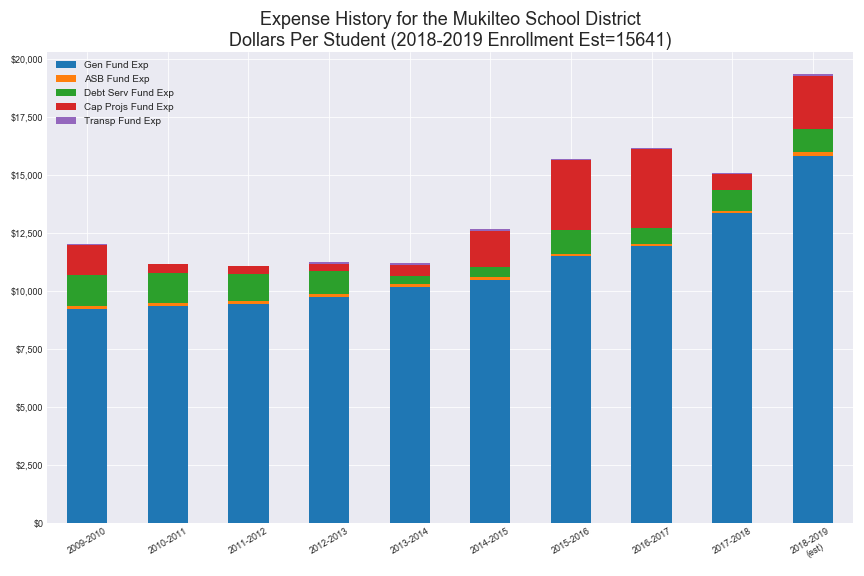 Expense History for the Mukilteo School District
Dollars Per Student (2018-2019 Enrollment Est=15641)
Gen Fund Exp
ASB Fund Exp
Debt Serv Fund Exp
Cap Projs Fund Exp
Transp Fund Exp
$20,000
$17,500
$15,000
$12,500
$10,000
$7,500
$5,000
$2,500
$0
2009-2010
2010-2011
2011-2012
2012-2013
2013-2014
2014-2015
2015-2016
2016-2017
2017-2018
2018-2019
(est)